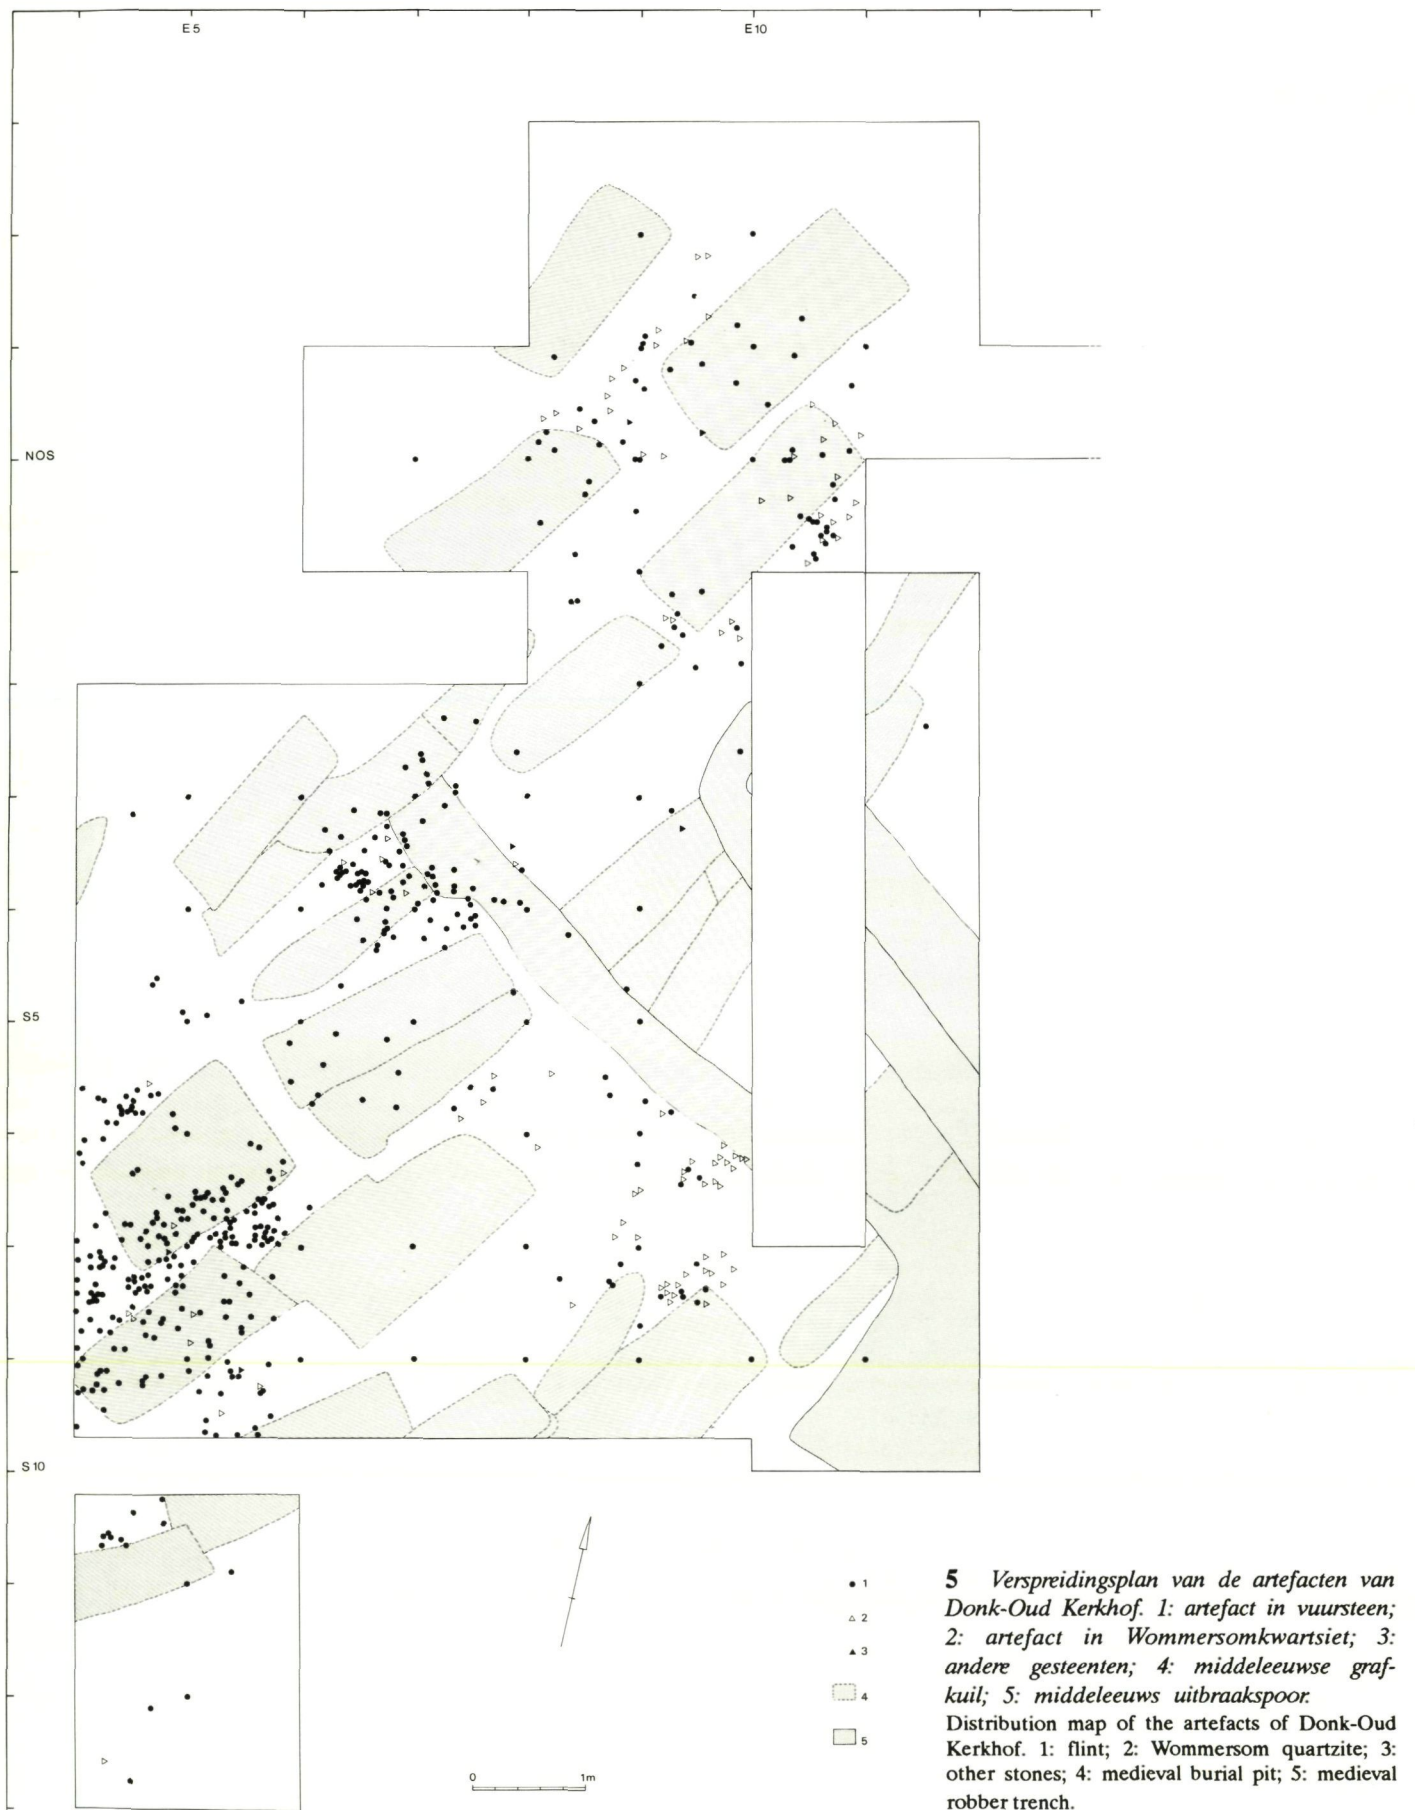 E5
E10
NOS
S5
S10
1
2
3
4
5
0 1m
5 Verspreidingsplan van de artefacten van
Donk-Oud Kerkhof. 1: artefact in vuursteen;
2: artefact in Wommersomkwartsiet; 3:
andere gesteenten; 4: middeleeuwse graf-
kuil; 5: middeleeuws uitbraakspoor.
Distribution map of the artefacts of Donk-Oud
Kerkhof. 1: flint; 2: Wommersom quartzite; 3:
other stones; 4: medieval burial pit; 5: medieval
robber trench.